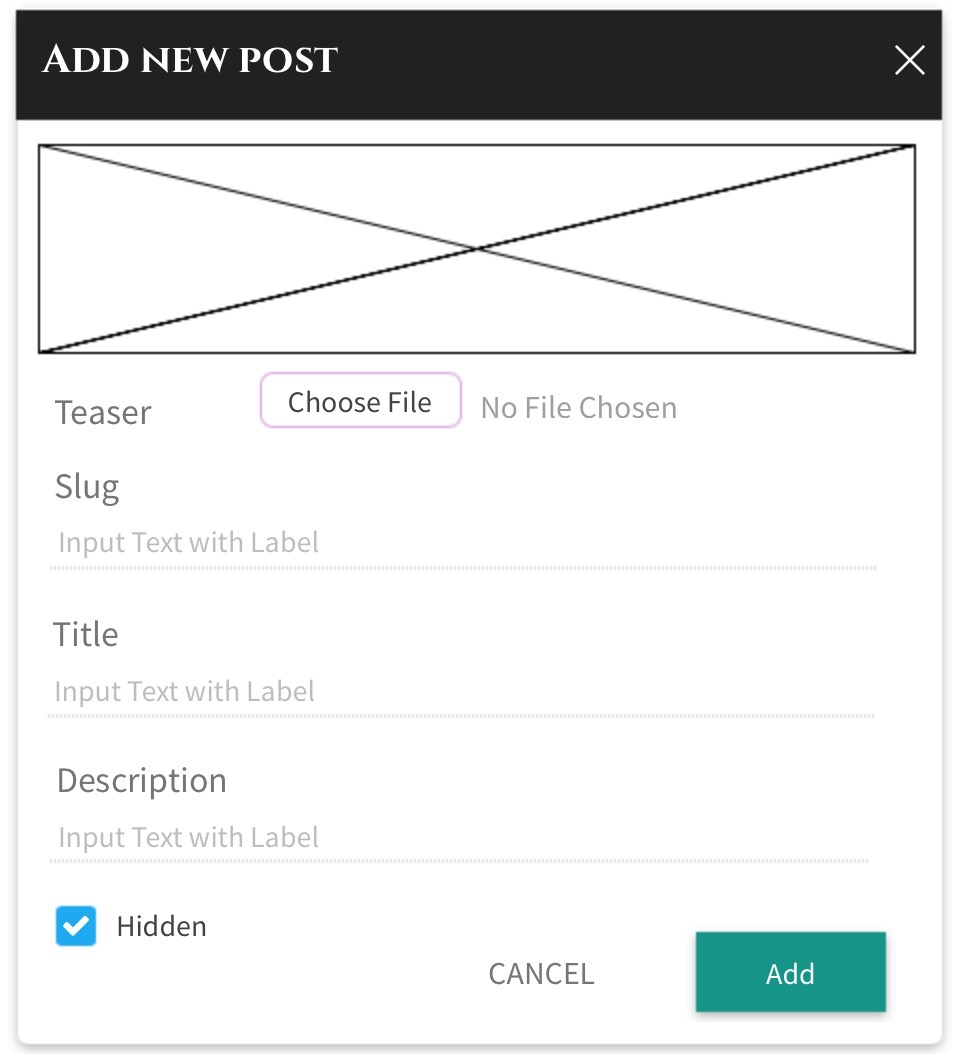 Add new post
Teaser Choose File No File Chosen
Slug
Input Text with Label
Title
Input Text with Label
Description
Input Text with Label
Hidden
CANCEL Add